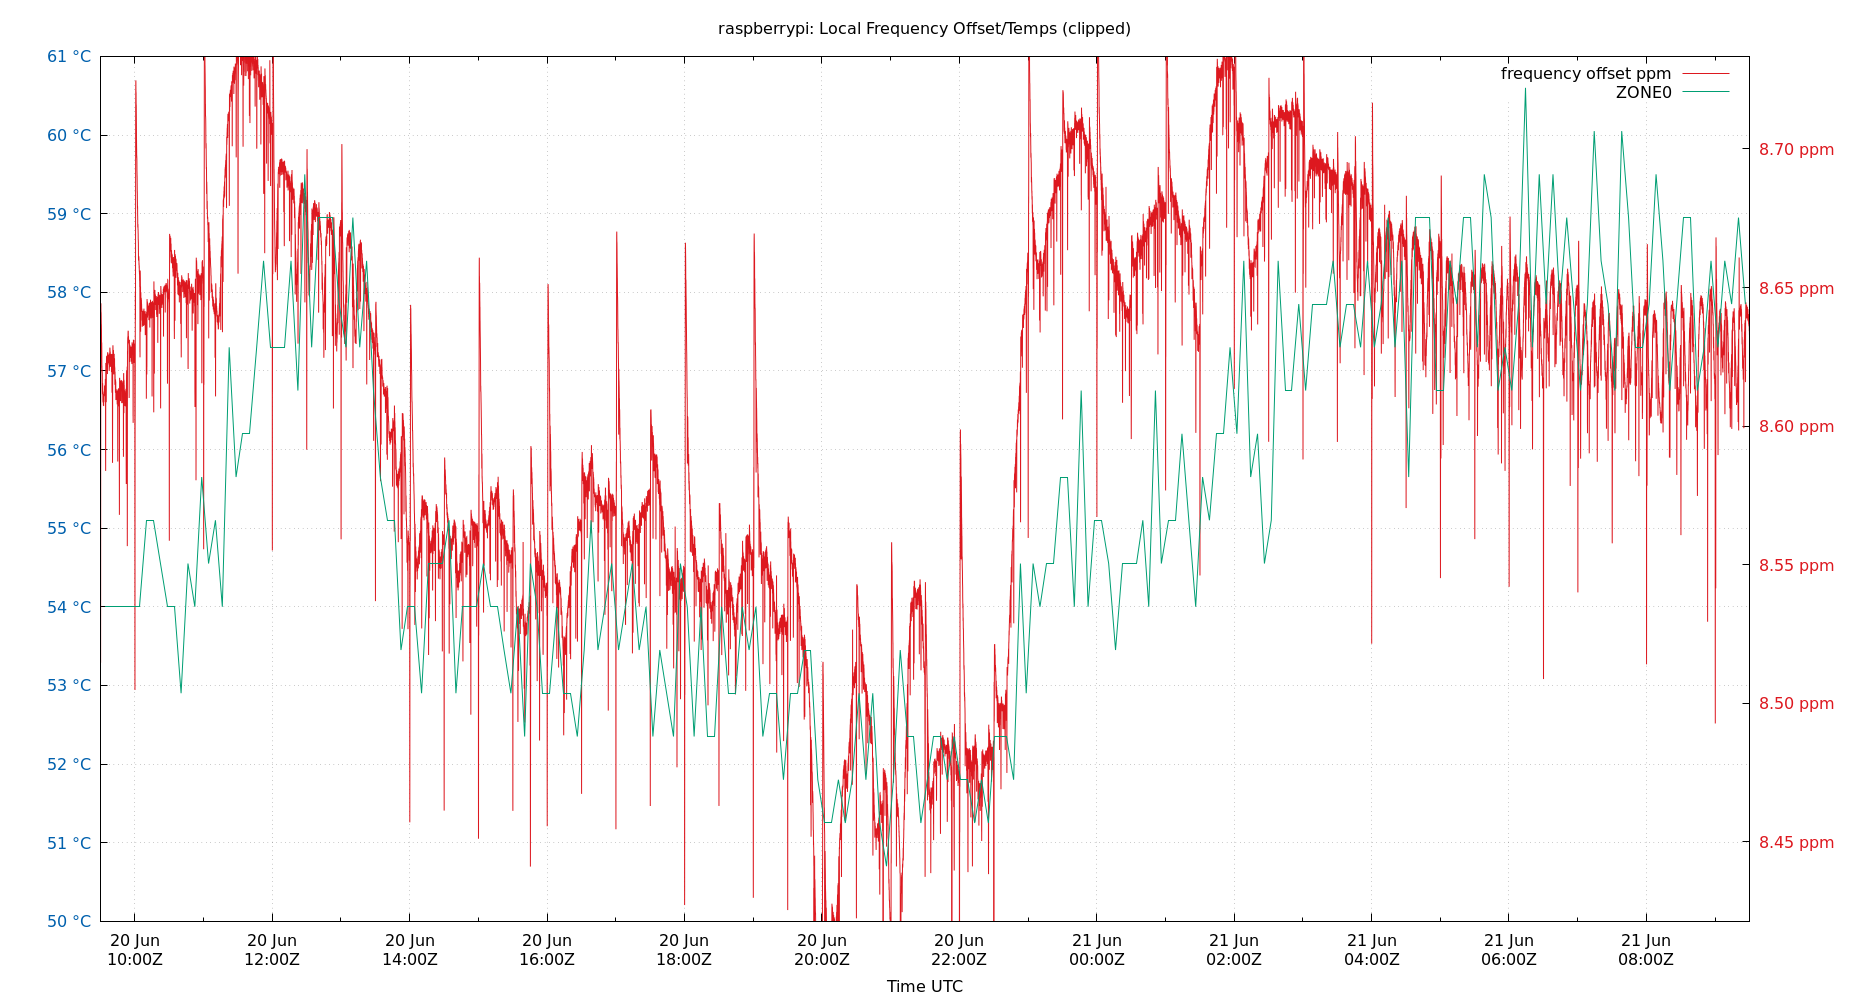 raspberrypi: Local Frequency Offset/Temps (clipped)
frequency offset ppm
ZONE0
61 °C
60 °C
59 °C
58 °C
57 °C
56 °C
55 °C
54 °C
53 °C
52 °C
51 °C
50 °C
8.70 ppm
8.65 ppm
8.60 ppm
8.55 ppm
8.50 ppm
8.45 ppm
20 Jun
10:00Z
20 Jun
12:00Z
20 Jun
14:00Z
20 Jun
16:00Z
20 Jun
18:00Z
20 Jun
20:00Z
20 Jun
22:00Z
21 Jun
00:00Z
21 Jun
02:00Z
21 Jun
04:00Z
21 Jun
06:00Z
21 Jun
08:00Z
Time UTC